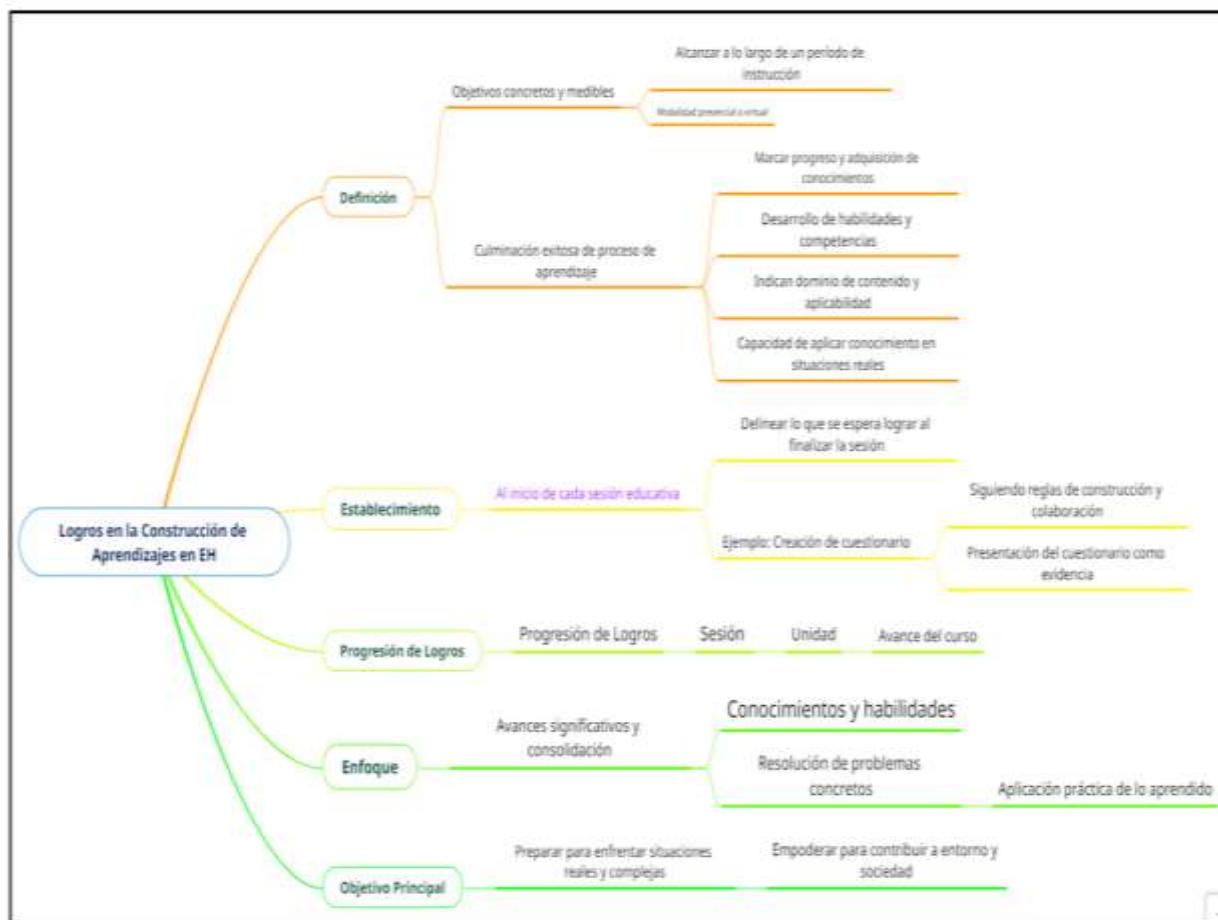 Alcanzar a lo largo de un período de
instrucción
Objetivos concretos y medibles
Modalidad presencial o virtual
Marcar progreso y adquisición de
conocimientos
Definición
Desarrollo de habilidades y
competencias
Culminación exitosa de proceso de
aprendizaje
Indican dominio de contenido y
aplicabilidad
Capacidad de aplicar conocimiento en
situaciones reales
Delinear lo que se espera lograr al
finalizar la sesión
Establecimiento
Al inicio de cada sesión educativa
Siguiendo reglas de construcción y
colaboración
Ejemplo: Creación de cuestionario
Presentación del cuestionario como
evidencia
Logros en la Construcción de
Aprendizajes en EH
Progresión de Logros
Progresión de Logros
Sesión
Unidad
Avance del curso
Enfoque
Avances significativos y
consolidación
Conocimientos y habilidades
Resolución de problemas
concretos
Aplicación práctica de lo aprendido
Objetivo Principal
Preparar para enfrentar situaciones
reales y complejas
Empoderar para contribuir a entorno y
sociedad